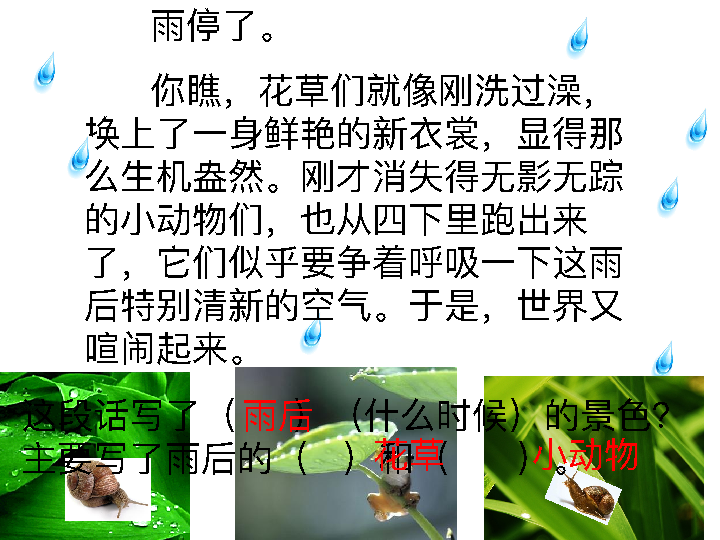 雨停了。
你瞧，花草们就像刚洗过澡，
换上了一身鲜艳的新衣裳，显得那
么生机盎然。刚才消失得无影无踪
的小动物们，也从四下里跑出来
了，它们似乎要争着呼吸一下这雨
后特别清新的空气。于是，世界又
喧闹起来。
这段话写了（雨后）（什么时候）的景色？
主要写了雨后的（花草）和（小动物）。